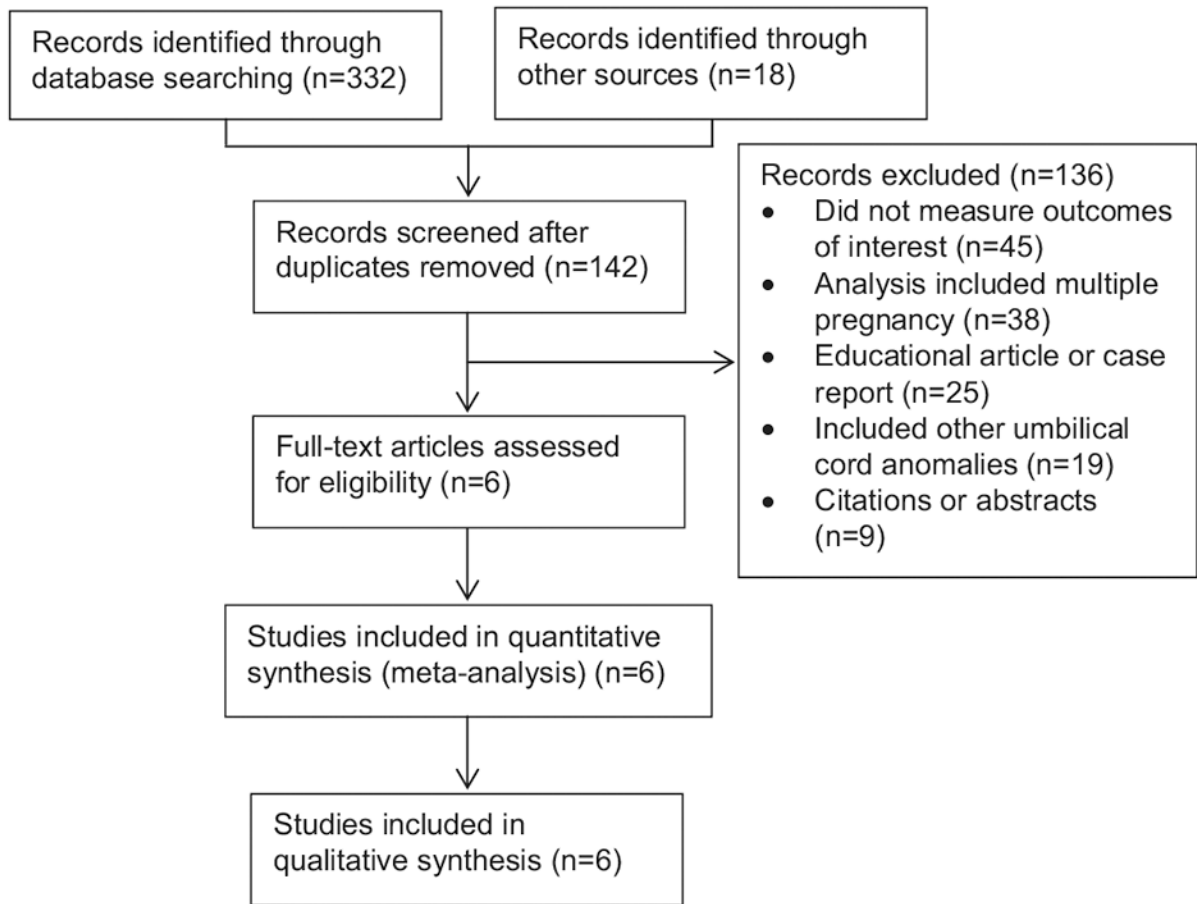 Records identified through
database searching (n=332)
Records identified through
other sources (n=18)
Records screened after
duplicates removed (n=142)
Records excluded (n=136)
• Did not measure outcomes
of interest (n=45)
• Analysis included multiple
pregnancy (n=38)
• Educational article or case
report (n=25)
• Included other umbilical
cord anomalies (n=19)
• Citations or abstracts
(n=9)
Full-text articles assessed
for eligibility (n=6)
Studies included in quantitative
synthesis (meta-analysis) (n=6)
Studies included in
qualitative synthesis (n=6)